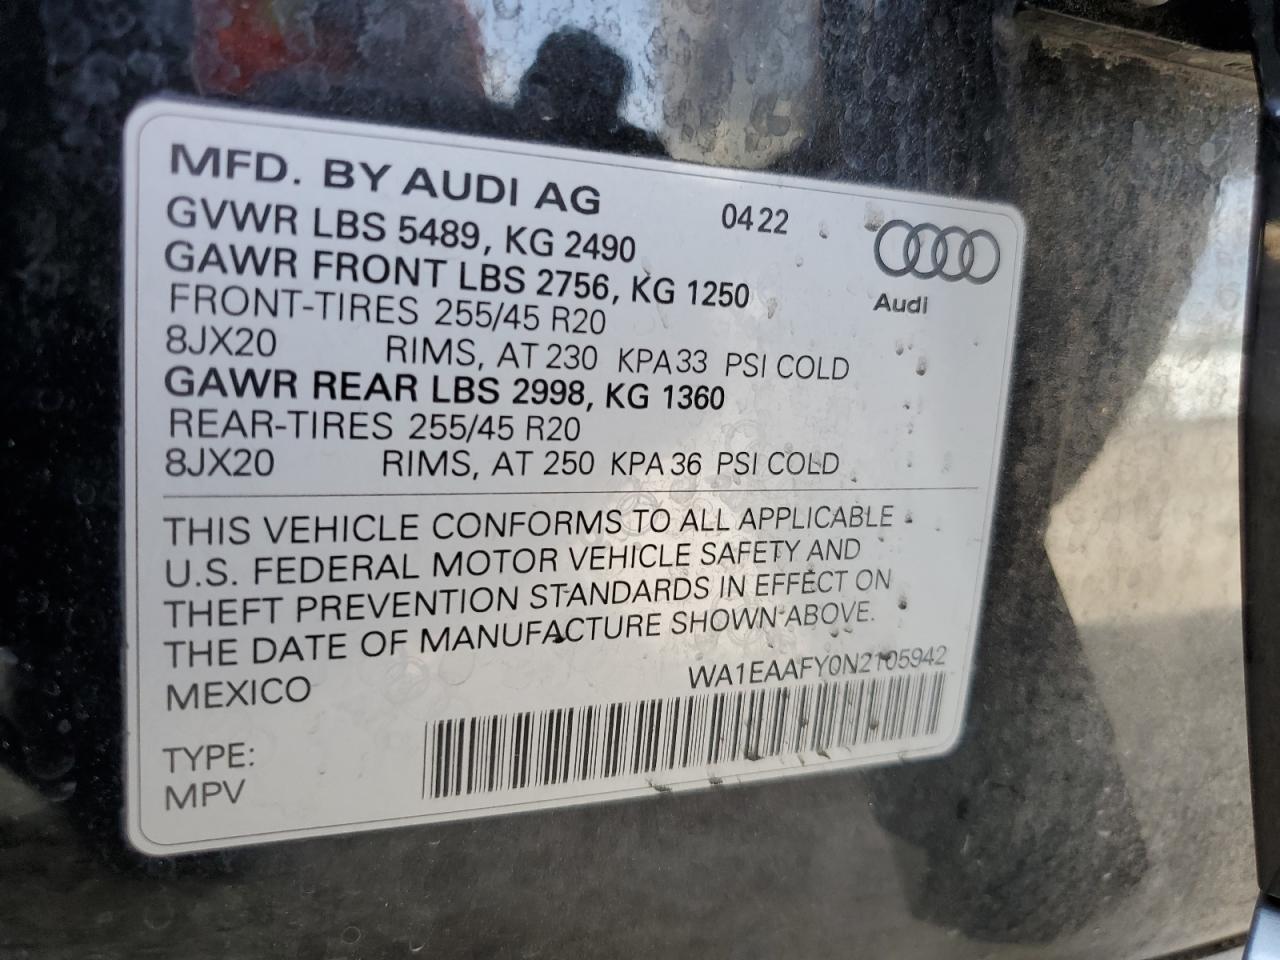 MFD. BY AUDI AG 0422
GVWR LBS 5489, KG 2490
GAWR FRONT LBS 2756, KG 1250
Audi
FRONT-TIRES 255/45 R20
8JX20 RIMS, AT 230 KPA 33 PSI COLD
GAWR REAR LBS 2998, KG 1360
REAR-TIRES 255/45 R20
8JX20 RIMS, AT 250 KPA 36 PSI COLD
THIS VEHICLE CONFORMS TO ALL APPLICABLE
U.S. FEDERAL MOTOR VEHICLE SAFETY AND
THEFT PREVENTION STANDARDS IN EFFECT ON
THE DATE OF MANUFACTURE SHOWN ABOVE.
MEXICO WA1EAAFY0N2105942
TYPE:
MPV